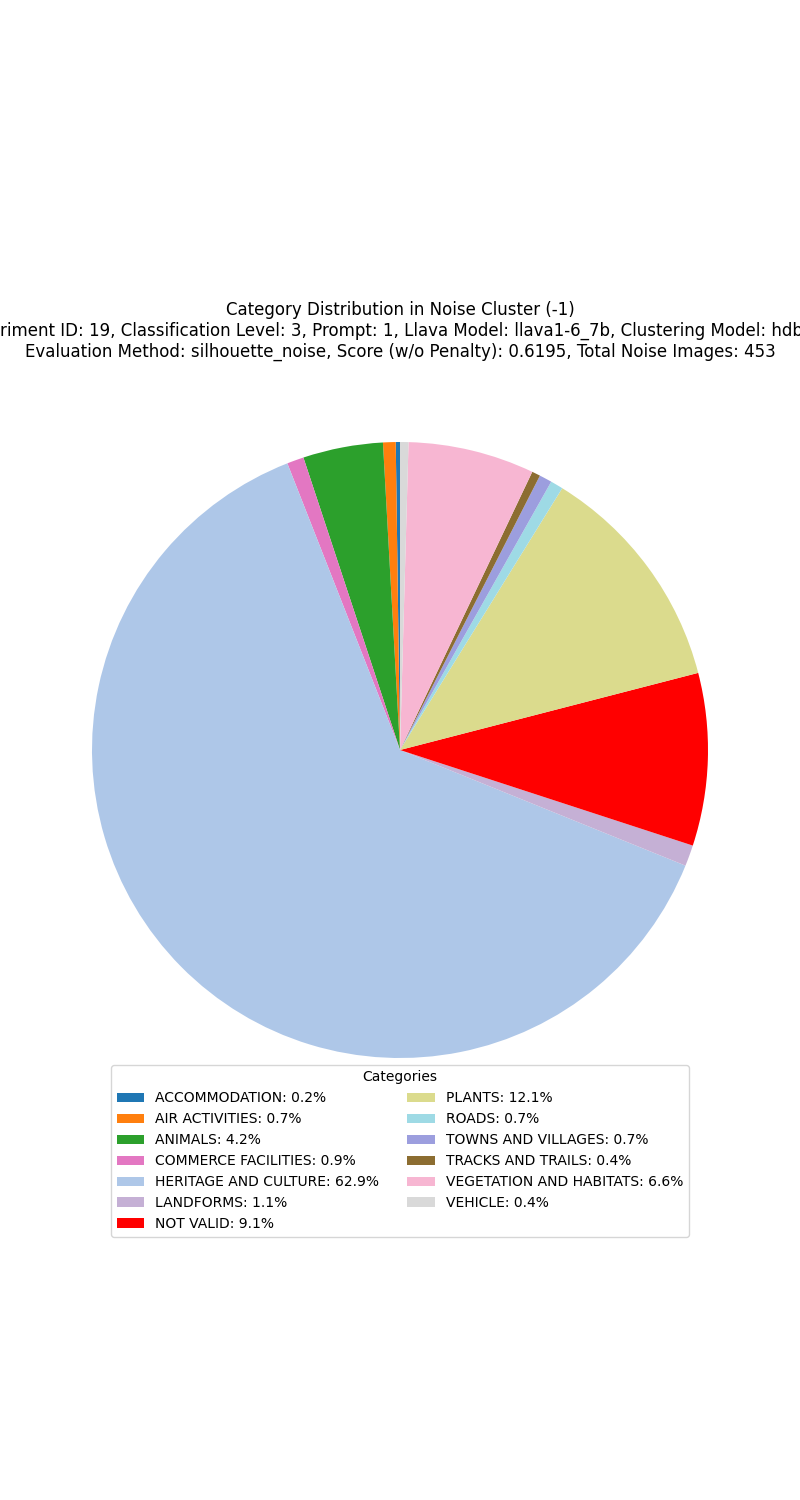 Category Distribution in Noise Cluster (-1)
riment ID: 19, Classification Level: 3, Prompt: 1, Llava Model: llava1-6_7b, Clustering Model: hdb
Evaluation Method: silhouette_noise, Score (w/o Penalty): 0.6195, Total Noise Images: 453
Categories
ACCOMMODATION: 0.2%
AIR ACTIVITIES: 0.7%
ANIMALS: 4.2%
COMMERCE FACILITIES: 0.9%
HERITAGE AND CULTURE: 62.9%
LANDFORMS: 1.1%
NOT VALID: 9.1%
PLANTS: 12.1%
ROADS: 0.7%
TOWNS AND VILLAGES: 0.7%
TRACKS AND TRAILS: 0.4%
VEGETATION AND HABITATS: 6.6%
VEHICLE: 0.4%